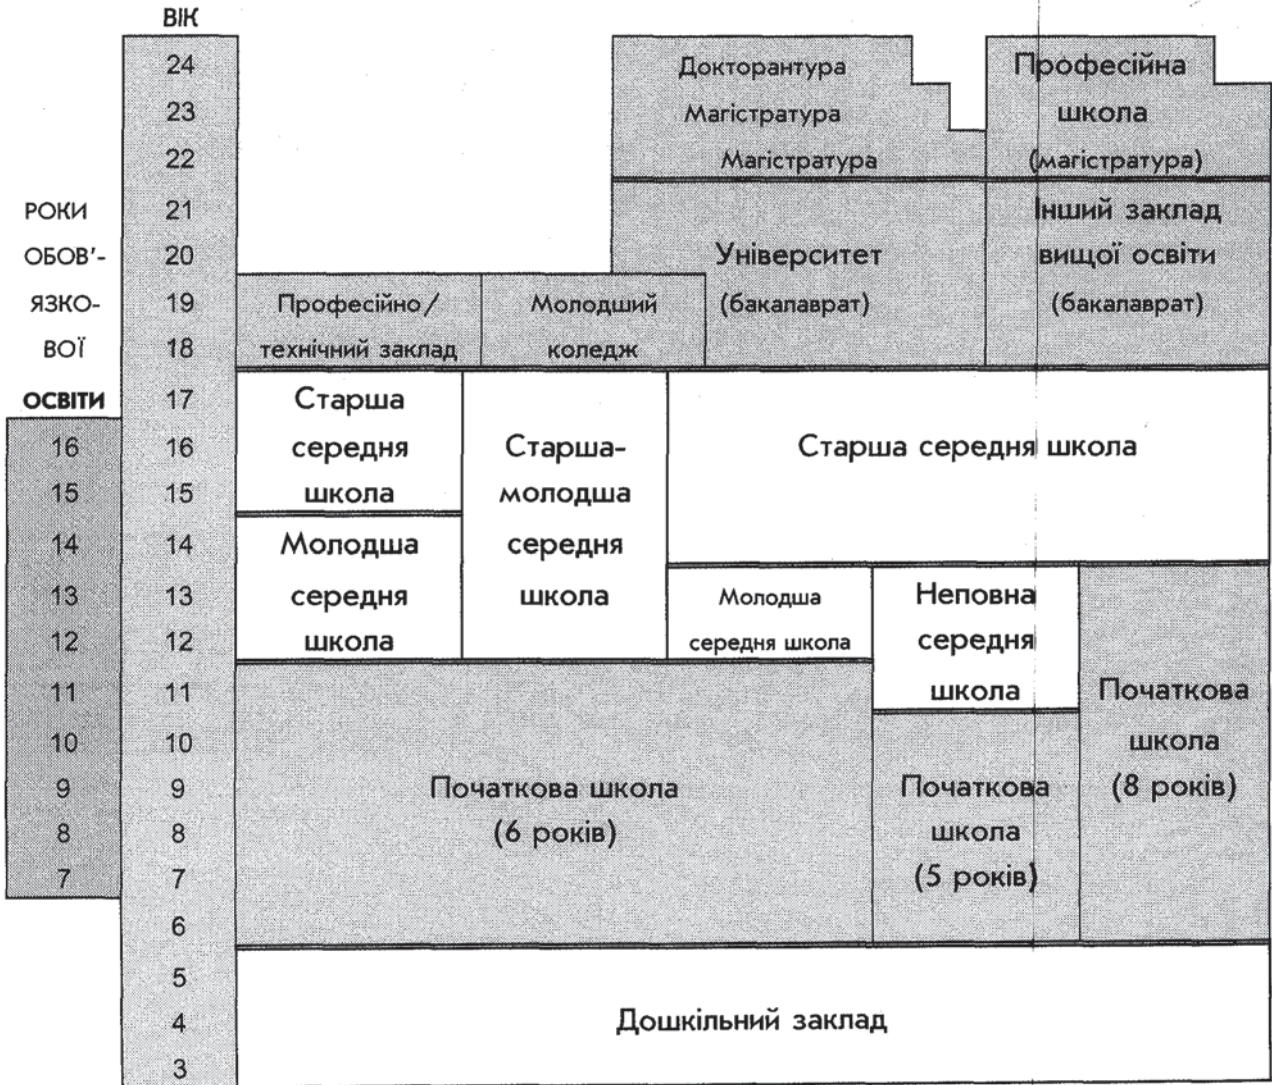 ВІК
24 Докторантура Професійна
23 Магістратура школа
22 Магістратура (магістратура)
РОКИ 21 Інший заклад
ОБОВ'- 20 Університет вищої освіти
ЯЗКО- 19 Професійно/ Молодший (бакалаврат) (бакалаврат)
ВОЇ 18 технічний заклад коледж
ОСВІТИ 17 Старша
16 16 середня Старша- Старша середня школа
15 15 школа молодша
14 14 Молодша середня
13 13 середня школа Молодша Неповна
12 12 школа середня школа середня
11 11 школа Початкова
10 10 школа
9 9 Початкова школа Початкова (8 років)
8 8 (6 років) школа
7 7 (5 років)
6
5
4 Дошкільний заклад
3